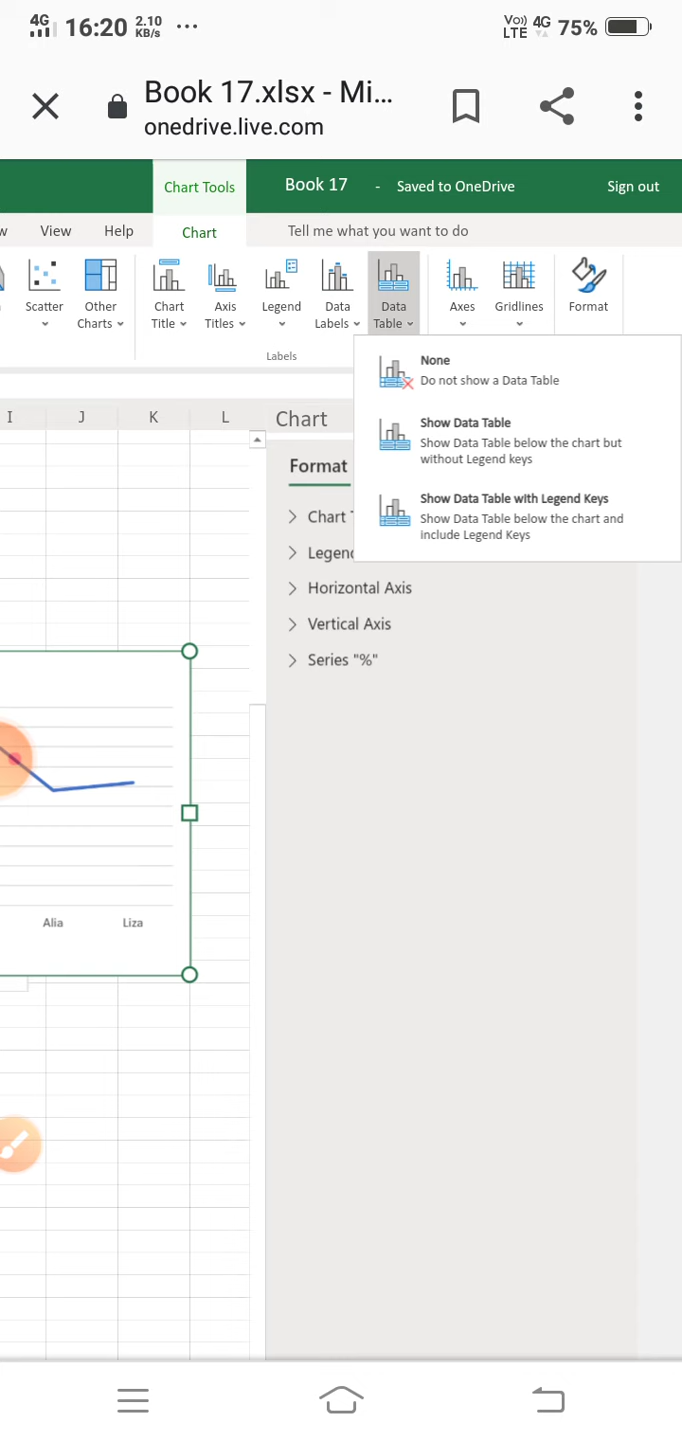 4G 16:20 2.10 KB/s ... Vo)) LTE 4G 75%
Book 17.xlsx - Mi...
onedrive.live.com
Chart Tools Book 17 - Saved to OneDrive Sign out
w View Help Chart Tell me what you want to do
Scatter Other Charts Chart Title Axis Titles Legend Data Labels Data Table Axes Gridlines Format
Labels
None
Do not show a Data Table
Show Data Table
Show Data Table below the chart but
without Legend keys
Show Data Table with Legend Keys
Show Data Table below the chart and
include Legend Keys
I J K L
Chart
Format
Chart
Legend
Horizontal Axis
Vertical Axis
Series "%"
Alia Liza